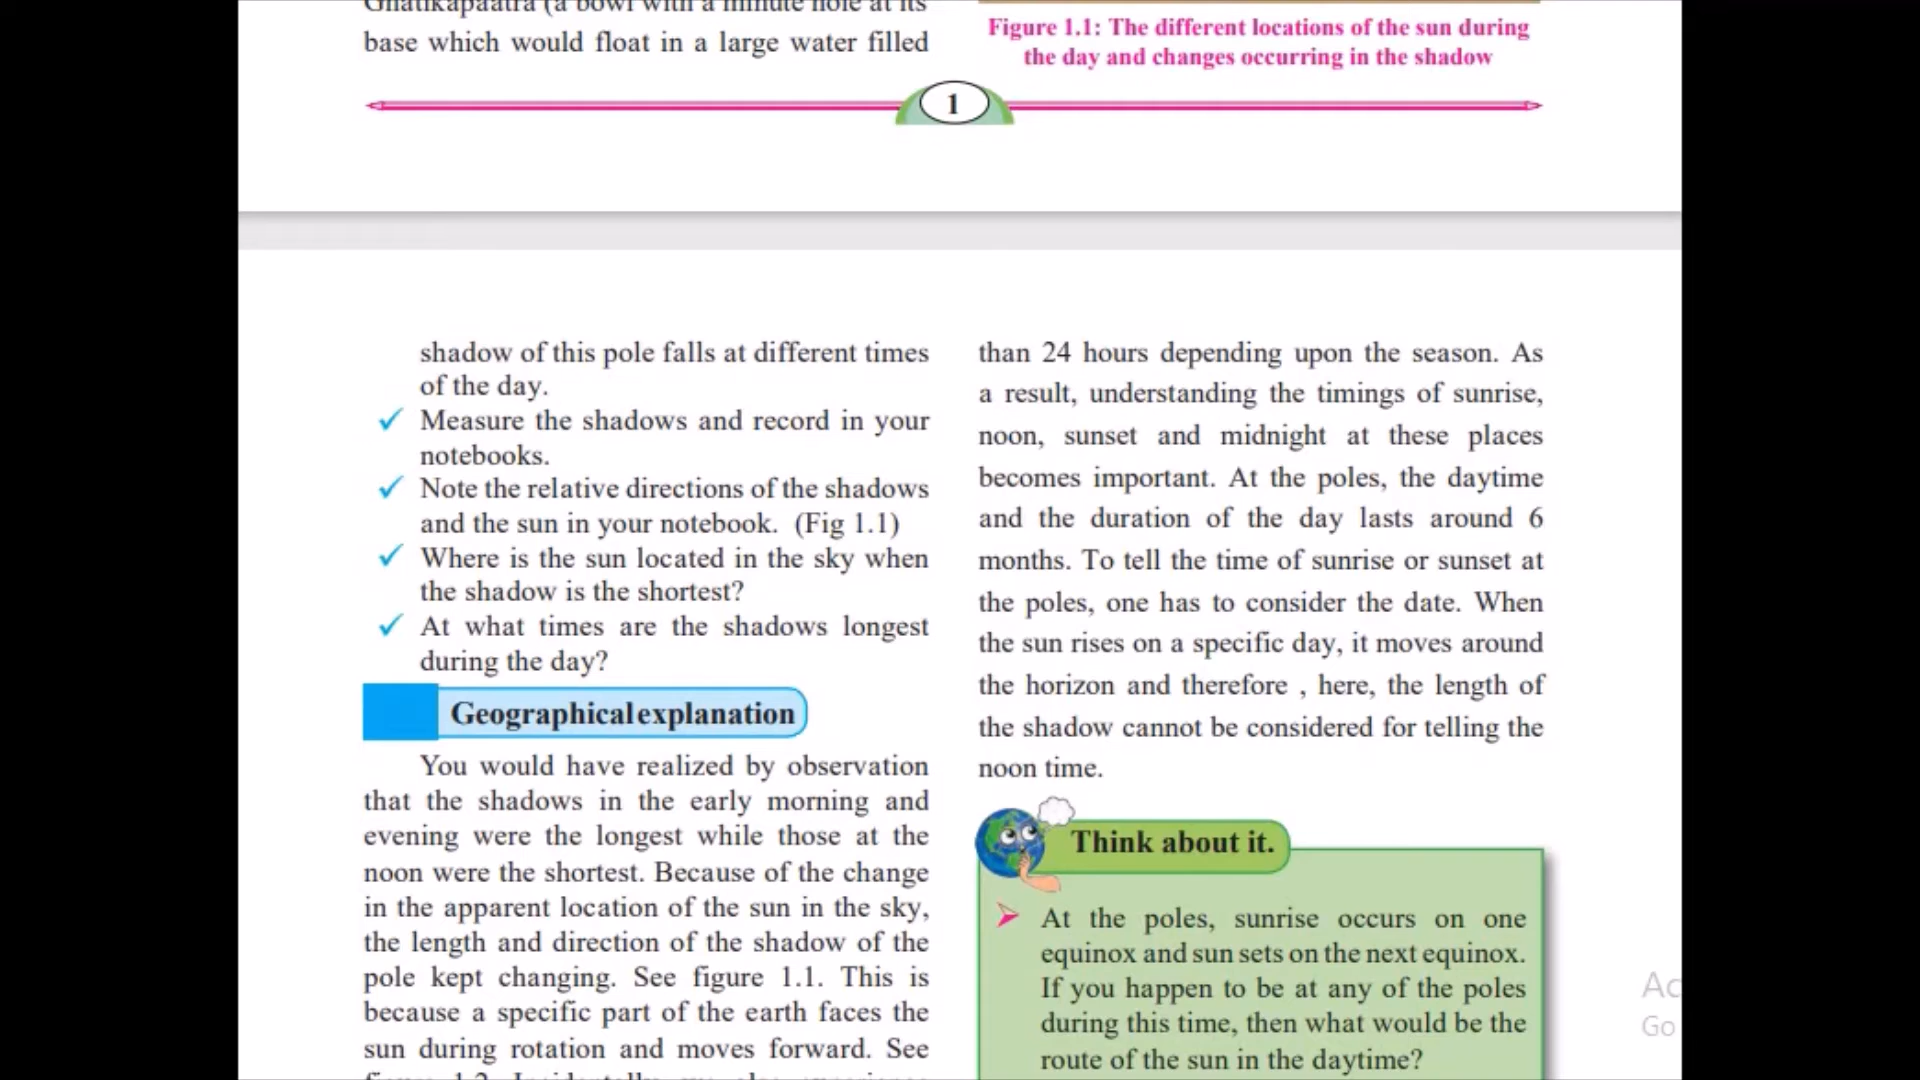 Ghatikapaatra (a bowl with a minute hole at its
base which would float in a large water filled
Figure 1.1: The different locations of the sun during
the day and changes occurring in the shadow
1
shadow of this pole falls at different times
of the day.
✓ Measure the shadows and record in your
notebooks.
✓ Note the relative directions of the shadows
and the sun in your notebook. (Fig 1.1)
✓ Where is the sun located in the sky when
the shadow is the shortest?
✓ At what times are the shadows longest
during the day?
Geographical explanation
You would have realized by observation
that the shadows in the early morning and
evening were the longest while those at the
noon were the shortest. Because of the change
in the apparent location of the sun in the sky,
the length and direction of the shadow of the
pole kept changing. See figure 1.1. This is
because a specific part of the earth faces the
sun during rotation and moves forward. See
than 24 hours depending upon the season. As
a result, understanding the timings of sunrise,
noon, sunset and midnight at these places
becomes important. At the poles, the daytime
and the duration of the day lasts around 6
months. To tell the time of sunrise or sunset at
the poles, one has to consider the date. When
the sun rises on a specific day, it moves around
the horizon and therefore , here, the length of
the shadow cannot be considered for telling the
noon time.
Think about it.
➢ At the poles, sunrise occurs on one
equinox and sun sets on the next equinox.
If you happen to be at any of the poles
during this time, then what would be the
route of the sun in the daytime?
Ac
Go